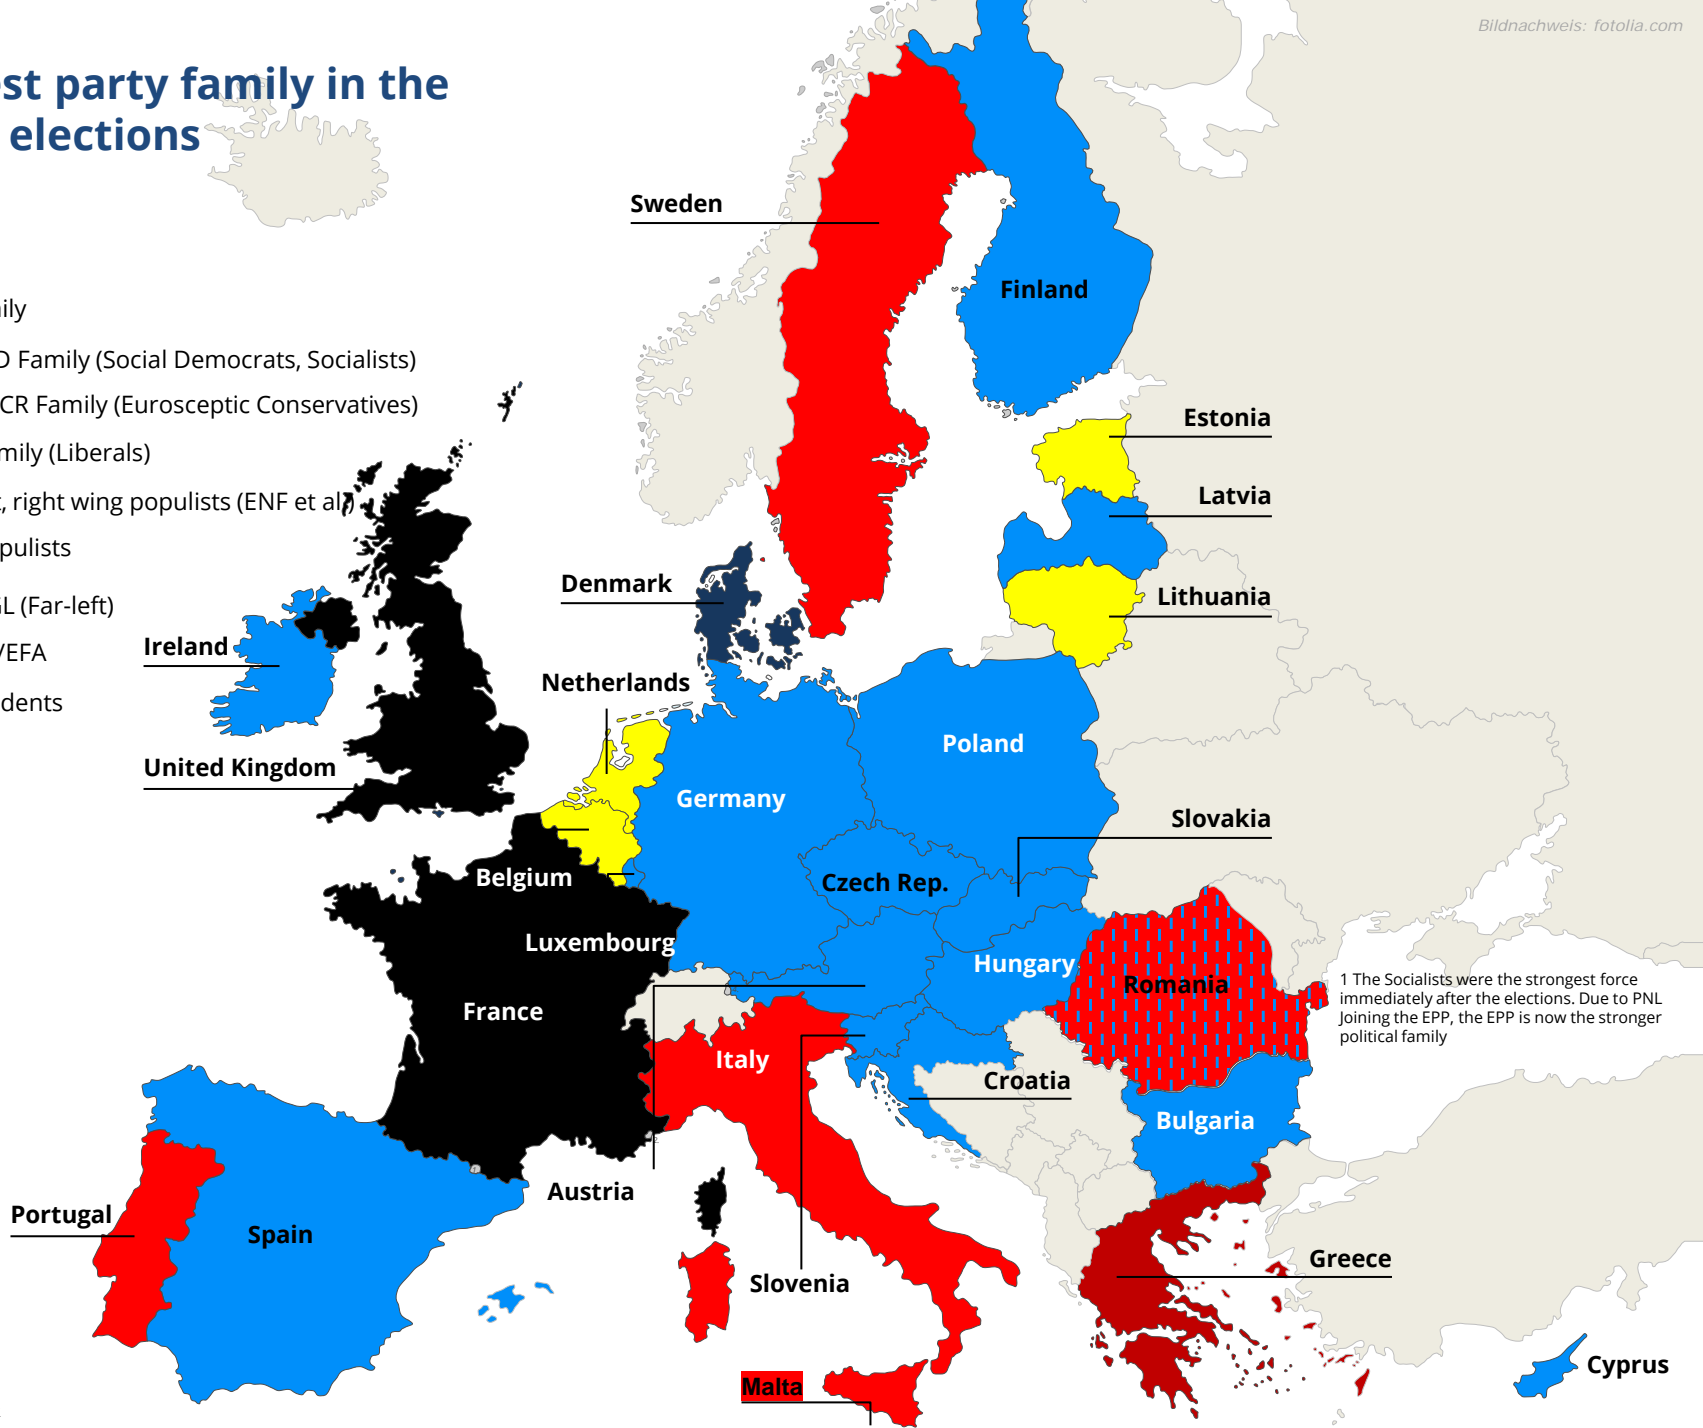 Bildnachweis: fotolia.com
st party family in the
elections
ily
Family (Social Democrats, Socialists)
CR Family (Eurosceptic Conservatives)
mily (Liberals)
, right wing populists (ENF et al.)
pulists
GL (Far-left)
/EFA
dents
Sweden
Finland
Estonia
Latvia
Lithuania
Denmark
Ireland
Netherlands
United Kingdom
Poland
Germany
Slovakia
Belgium
Czech Rep.
Luxembourg
Hungary
Romania
1 The Socialists were the strongest force
immediately after the elections. Due to PNL
Joining the EPP, the EPP is now the stronger
political family
France
Italy
Croatia
Bulgaria
Austria
Portugal
Spain
Slovenia
Greece
Malta
Cyprus